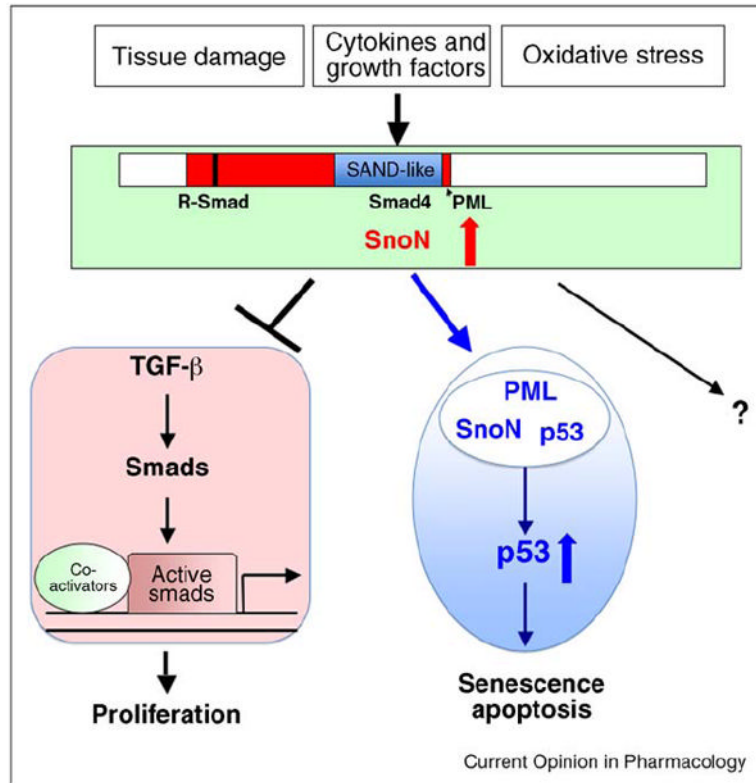 Tissue damage
Cytokines and
growth factors
Oxidative stress
SAND-like
R-Smad
Smad4
PML
SnoN
TGF-β
Smads
Co-
activators
Active
smads
Proliferation
PML
SnoN p53
p53
Senescence
apoptosis
?
Current Opinion in Pharmacology